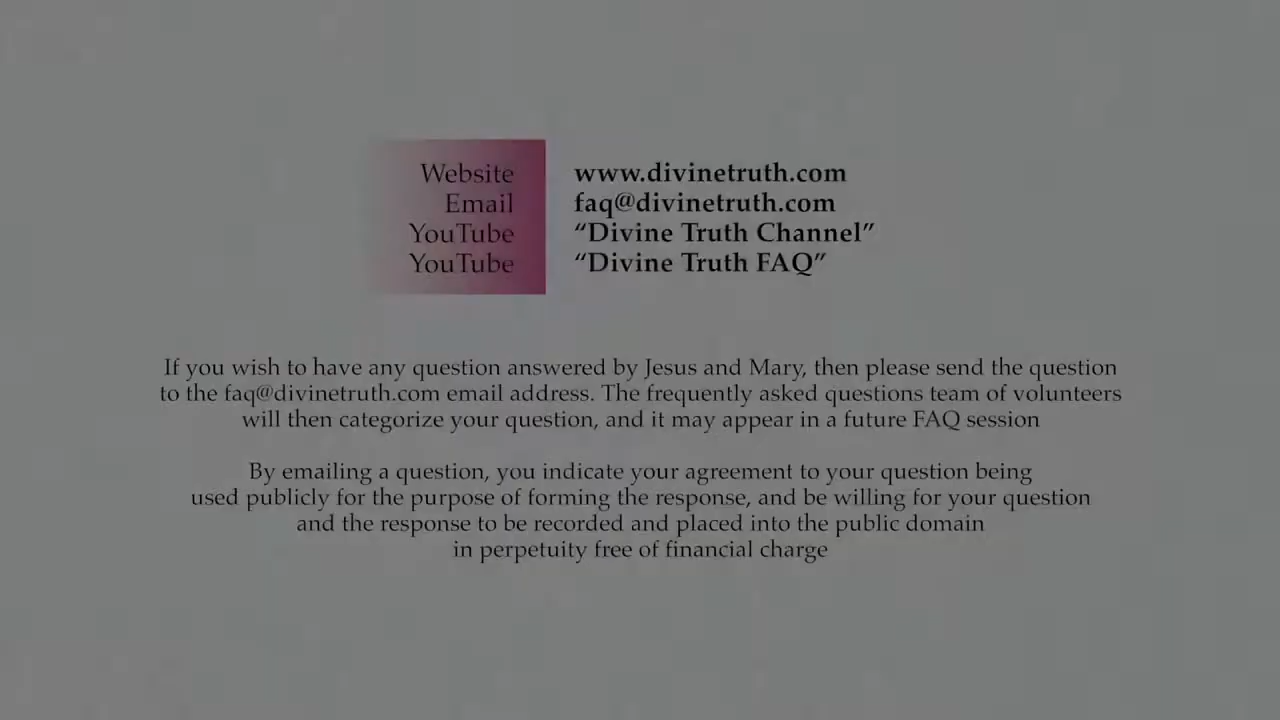 Website www.divinetruth.com
Email faq@divinetruth.com
YouTube “Divine Truth Channel”
YouTube “Divine Truth FAQ”
If you wish to have any question answered by Jesus and Mary, then please send the question
to the faq@divinetruth.com email address. The frequently asked questions team of volunteers
will then categorize your question, and it may appear in a future FAQ session
By emailing a question, you indicate your agreement to your question being
used publicly for the purpose of forming the response, and be willing for your question
and the response to be recorded and placed into the public domain
in perpetuity free of financial charge